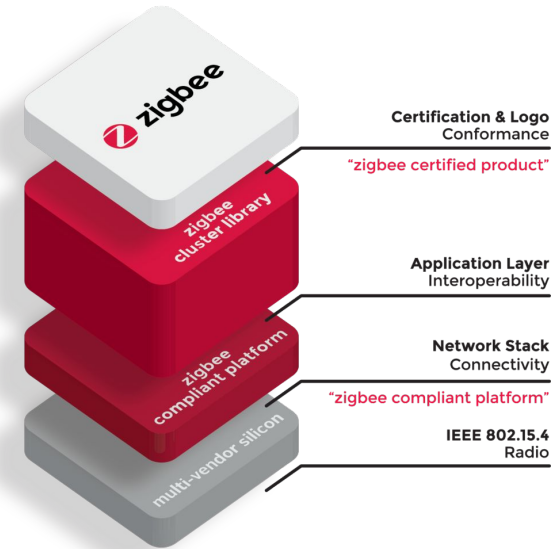 zigbee
Certification & Logo
Conformance
"zigbee certified product"
zigbee
cluster library
Application Layer
Interoperability
zigbee
compliant platform
Network Stack
Connectivity
"zigbee compliant platform"
multi-vendor silicon
IEEE 802.15.4
Radio